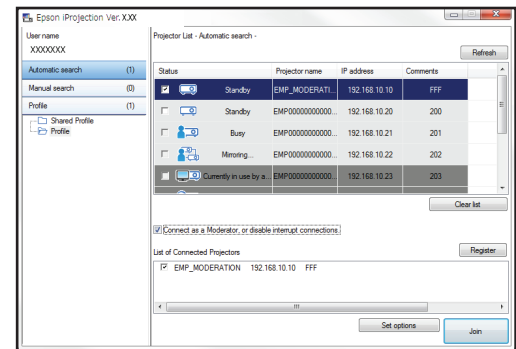 Epson iProjection Ver. X.XX
User name
XXXXXXX
Automatic search (1)
Manual search (0)
Profile (1)
Shared Profile
Profile
Projector List - Automatic search -
Refresh
Status Projector name IP address Comments
Standby EMP_MODERATI... 192.168.10.10 FFF
Standby EMP00000000000... 192.168.10.20 200
Busy EMP00000000000... 192.168.10.21 201
Mirroring... EMP00000000000... 192.168.10.22 202
Currently in use by a... EMP00000000000... 192.168.10.23 203
Clear list
Connect as a Moderator, or disable interrupt connections.
List of Connected Projectors
Register
EMP_MODERATION 192.168.10.10 FFF
Set options
Join